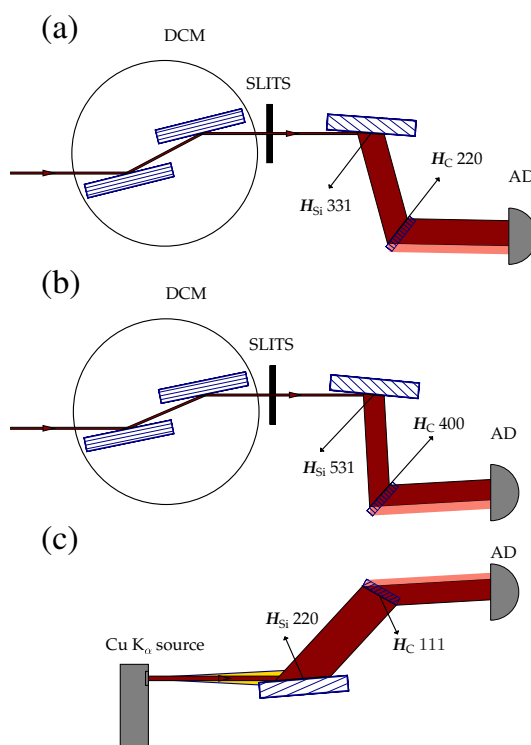 (a)
DCM
SLITS
H_Si 331
H_C 220
AD
(b)
DCM
SLITS
H_Si 531
H_C 400
AD
(c)
Cu K_α source
H_Si 220
H_C 111
AD